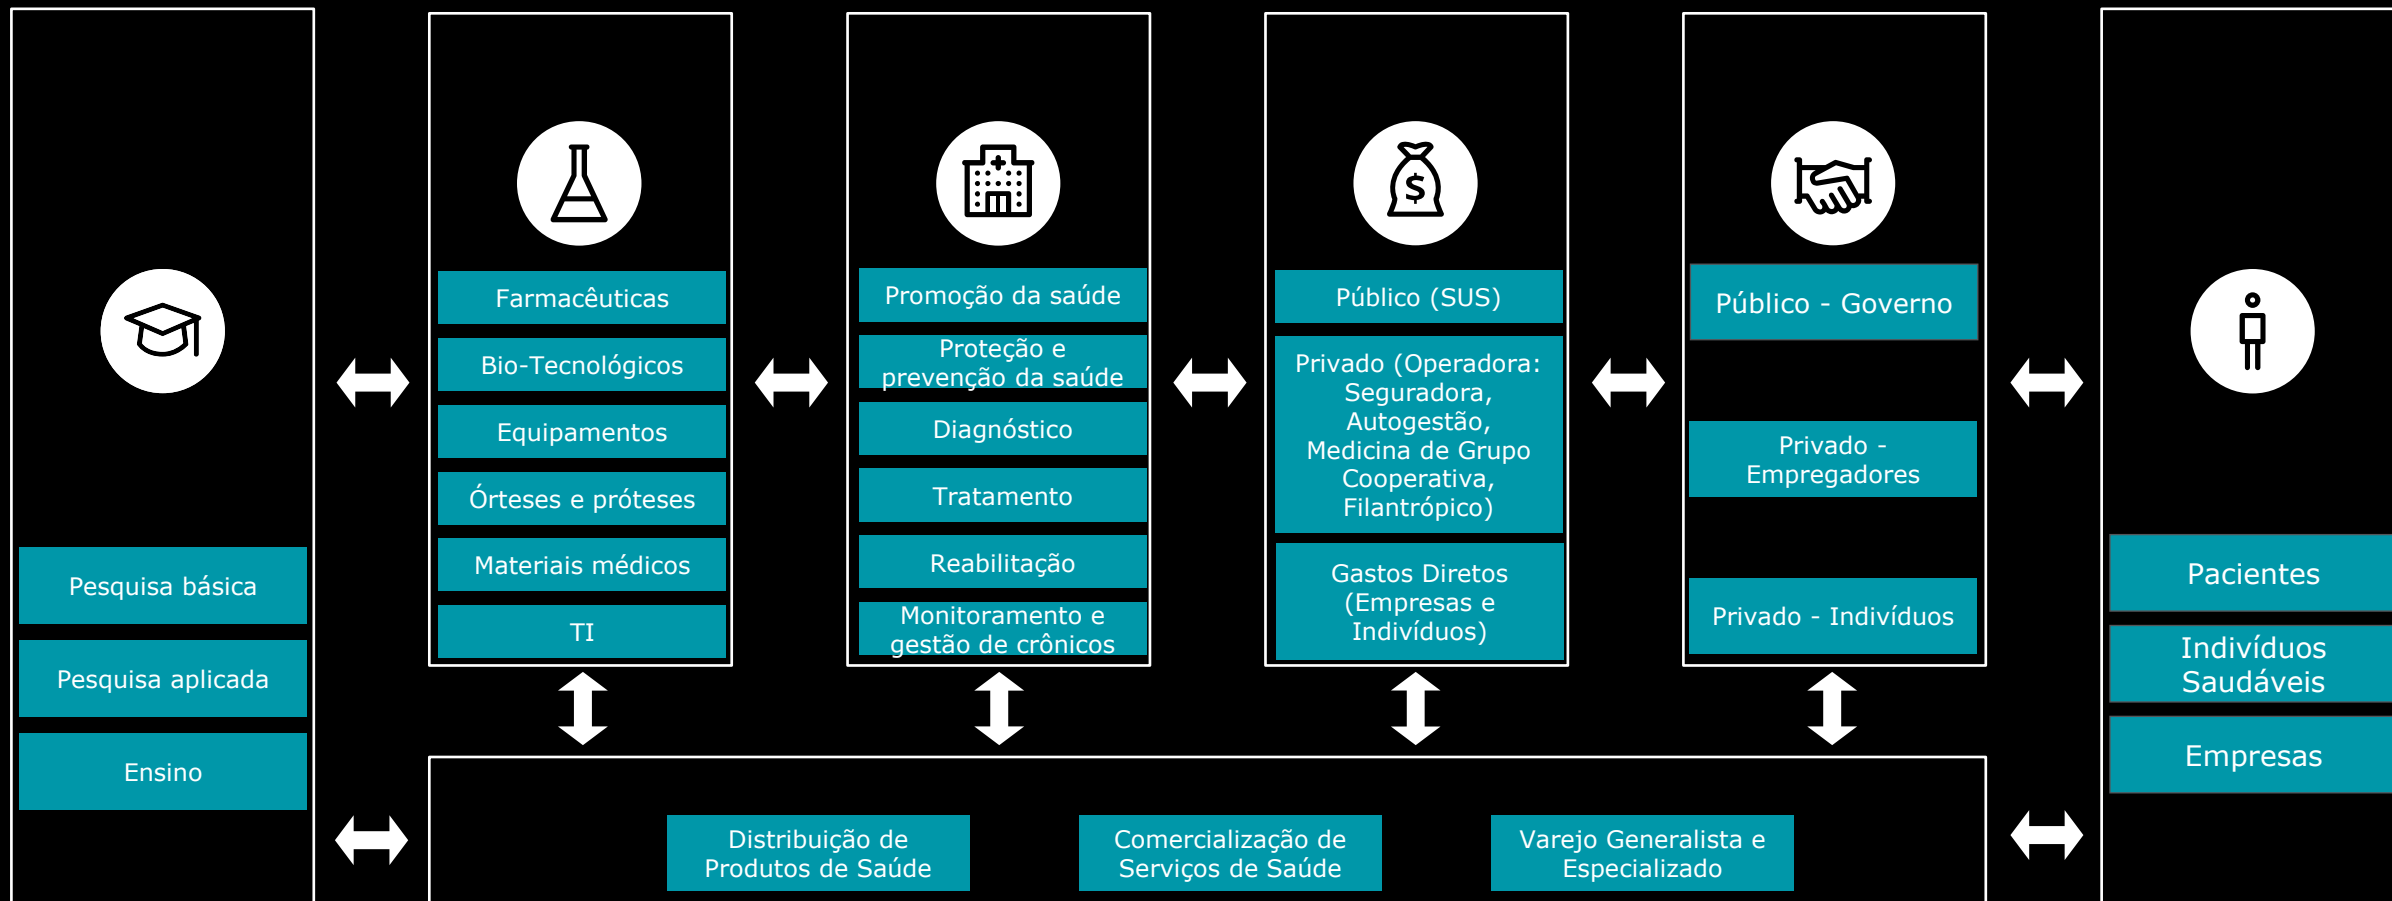 Pesquisa básica
Pesquisa aplicada
Ensino
Farmacêuticas
Bio-Tecnológicos
Equipamentos
Órteses e próteses
Materiais médicos
TI
Promoção da saúde
Proteção e
prevenção da saúde
Diagnóstico
Tratamento
Reabilitação
Monitoramento e
gestão de crônicos
Público (SUS)
Privado (Operadora:
Seguradora,
Autogestão,
Medicina de Grupo
Cooperativa,
Filantrópico)
Gastos Diretos
(Empresas e
Indivíduos)
Público - Governo
Privado -
Empregadores
Privado - Indivíduos
Pacientes
Indivíduos
Saudáveis
Empresas
Distribuição de
Produtos de Saúde
Comercialização de
Serviços de Saúde
Varejo Generalista e
Especializado